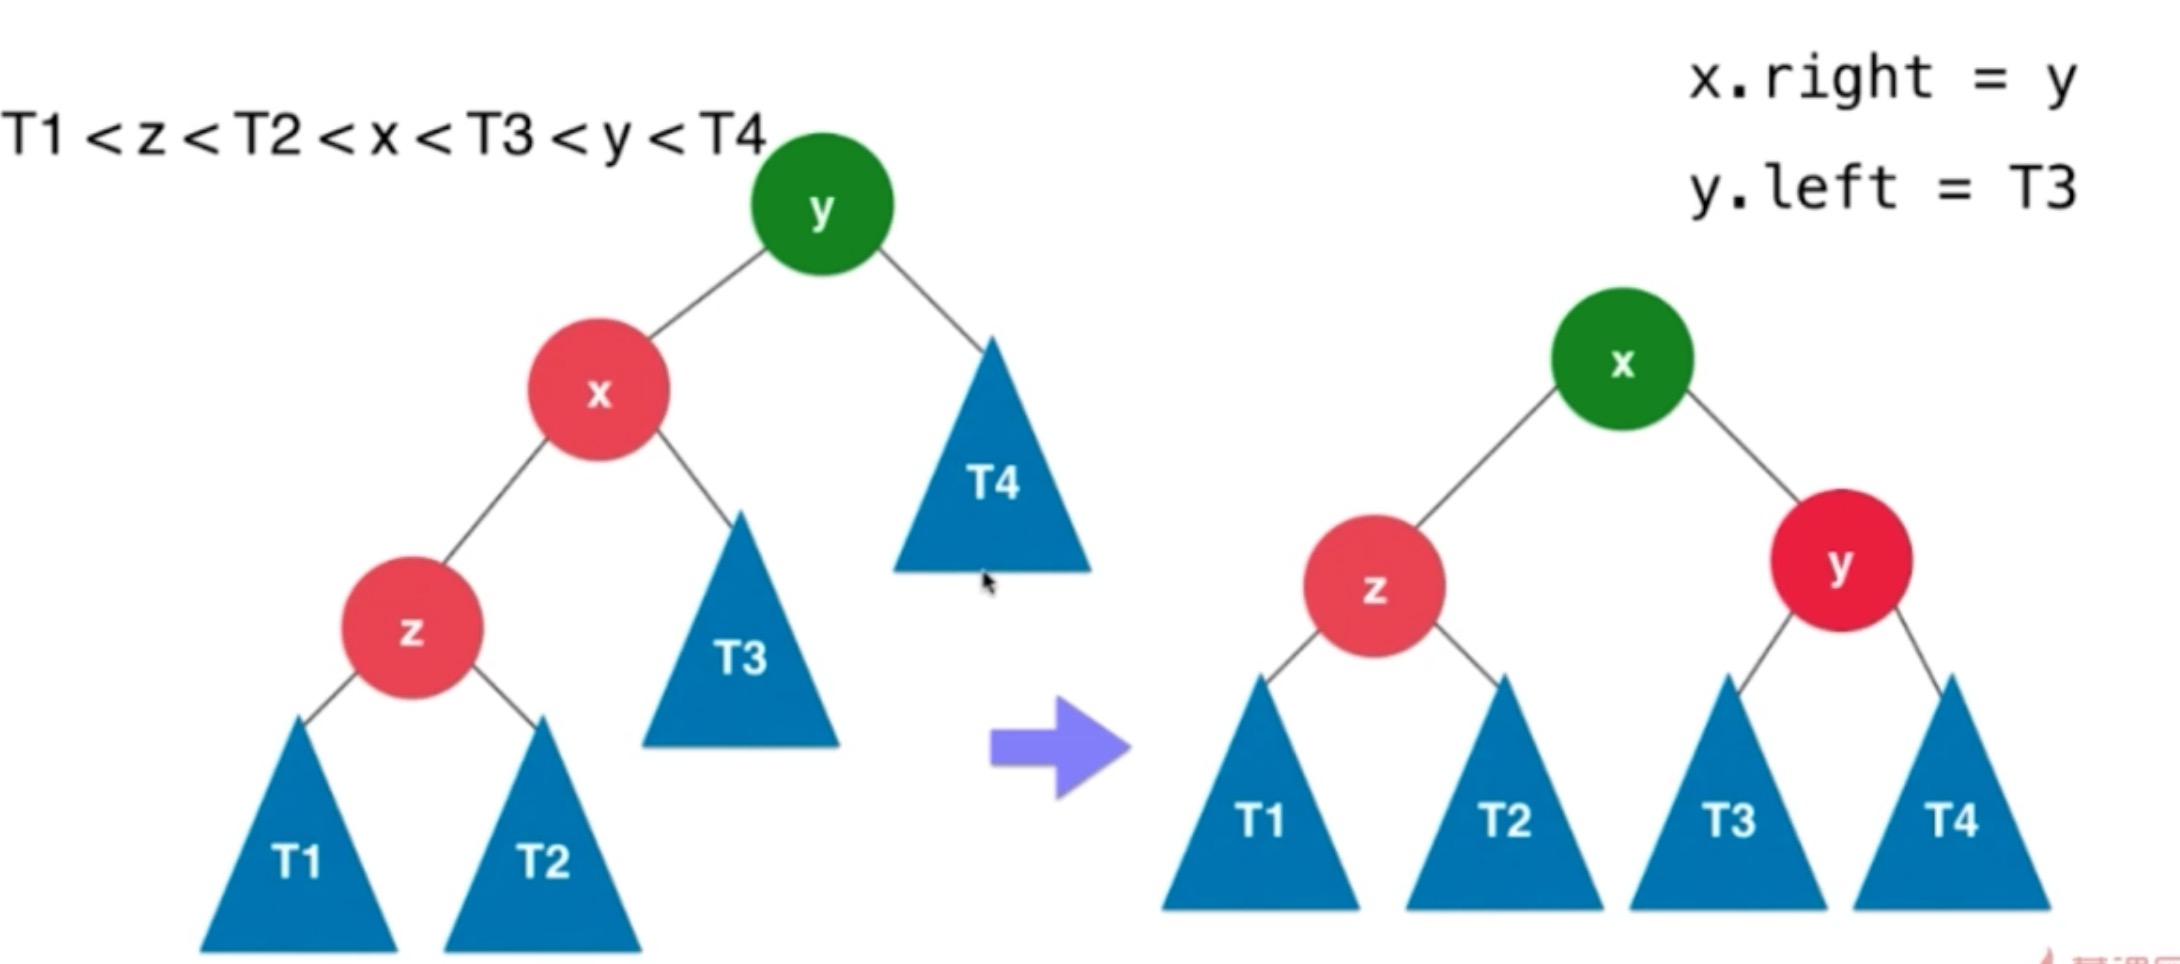 x.right = y
T1 < z < T2 < x < T3 < y < T4
y.left = T3
y
x
x
T4
z
y
z
T3
T1
T2
T3
T4
T1
T2